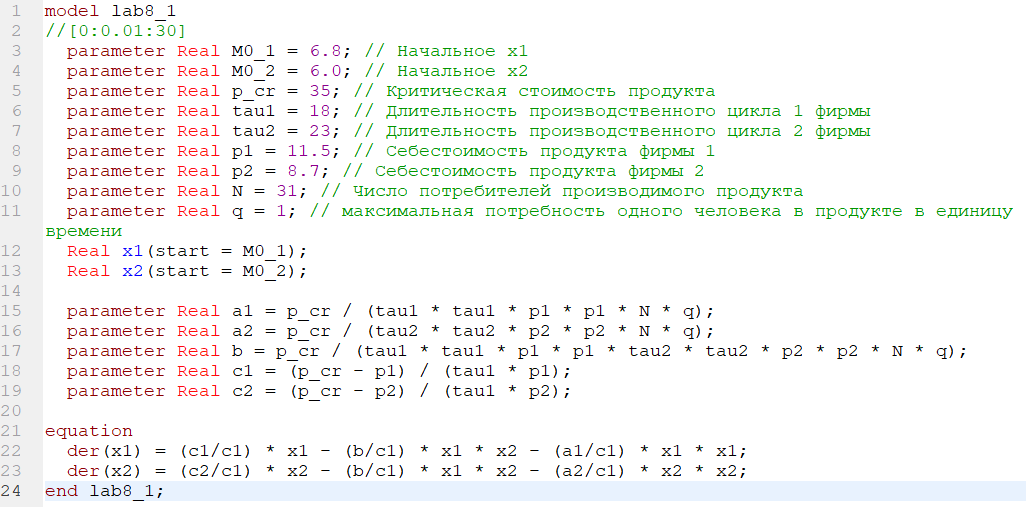 1 model lab8_1
2 //[0:0.01:30]
3 parameter Real M0_1 = 6.8; // Начальное x1
4 parameter Real M0_2 = 6.0; // Начальное x2
5 parameter Real p_cr = 35; // Критическая стоимость продукта
6 parameter Real tau1 = 18; // Длительность производственного цикла 1 фирмы
7 parameter Real tau2 = 23; // Длительность производственного цикла 2 фирмы
8 parameter Real p1 = 11.5; // Себестоимость продукта фирмы 1
9 parameter Real p2 = 8.7; // Себестоимость продукта фирмы 2
10 parameter Real N = 31; // Число потребителей производимого продукта
11 parameter Real q = 1; // максимальная потребность одного человека в продукте в единицу
времени
12 Real x1(start = M0_1);
13 Real x2(start = M0_2);
14
15 parameter Real a1 = p_cr / (tau1 * tau1 * p1 * p1 * N * q);
16 parameter Real a2 = p_cr / (tau2 * tau2 * p2 * p2 * N * q);
17 parameter Real b = p_cr / (tau1 * tau1 * p1 * p1 * tau2 * tau2 * p2 * p2 * N * q);
18 parameter Real c1 = (p_cr - p1) / (tau1 * p1);
19 parameter Real c2 = (p_cr - p2) / (tau1 * p2);
20
21 equation
22 der(x1) = (c1/c1) * x1 - (b/c1) * x1 * x2 - (a1/c1) * x1 * x1;
23 der(x2) = (c2/c1) * x2 - (b/c1) * x1 * x2 - (a2/c1) * x2 * x2;
24 end lab8_1;